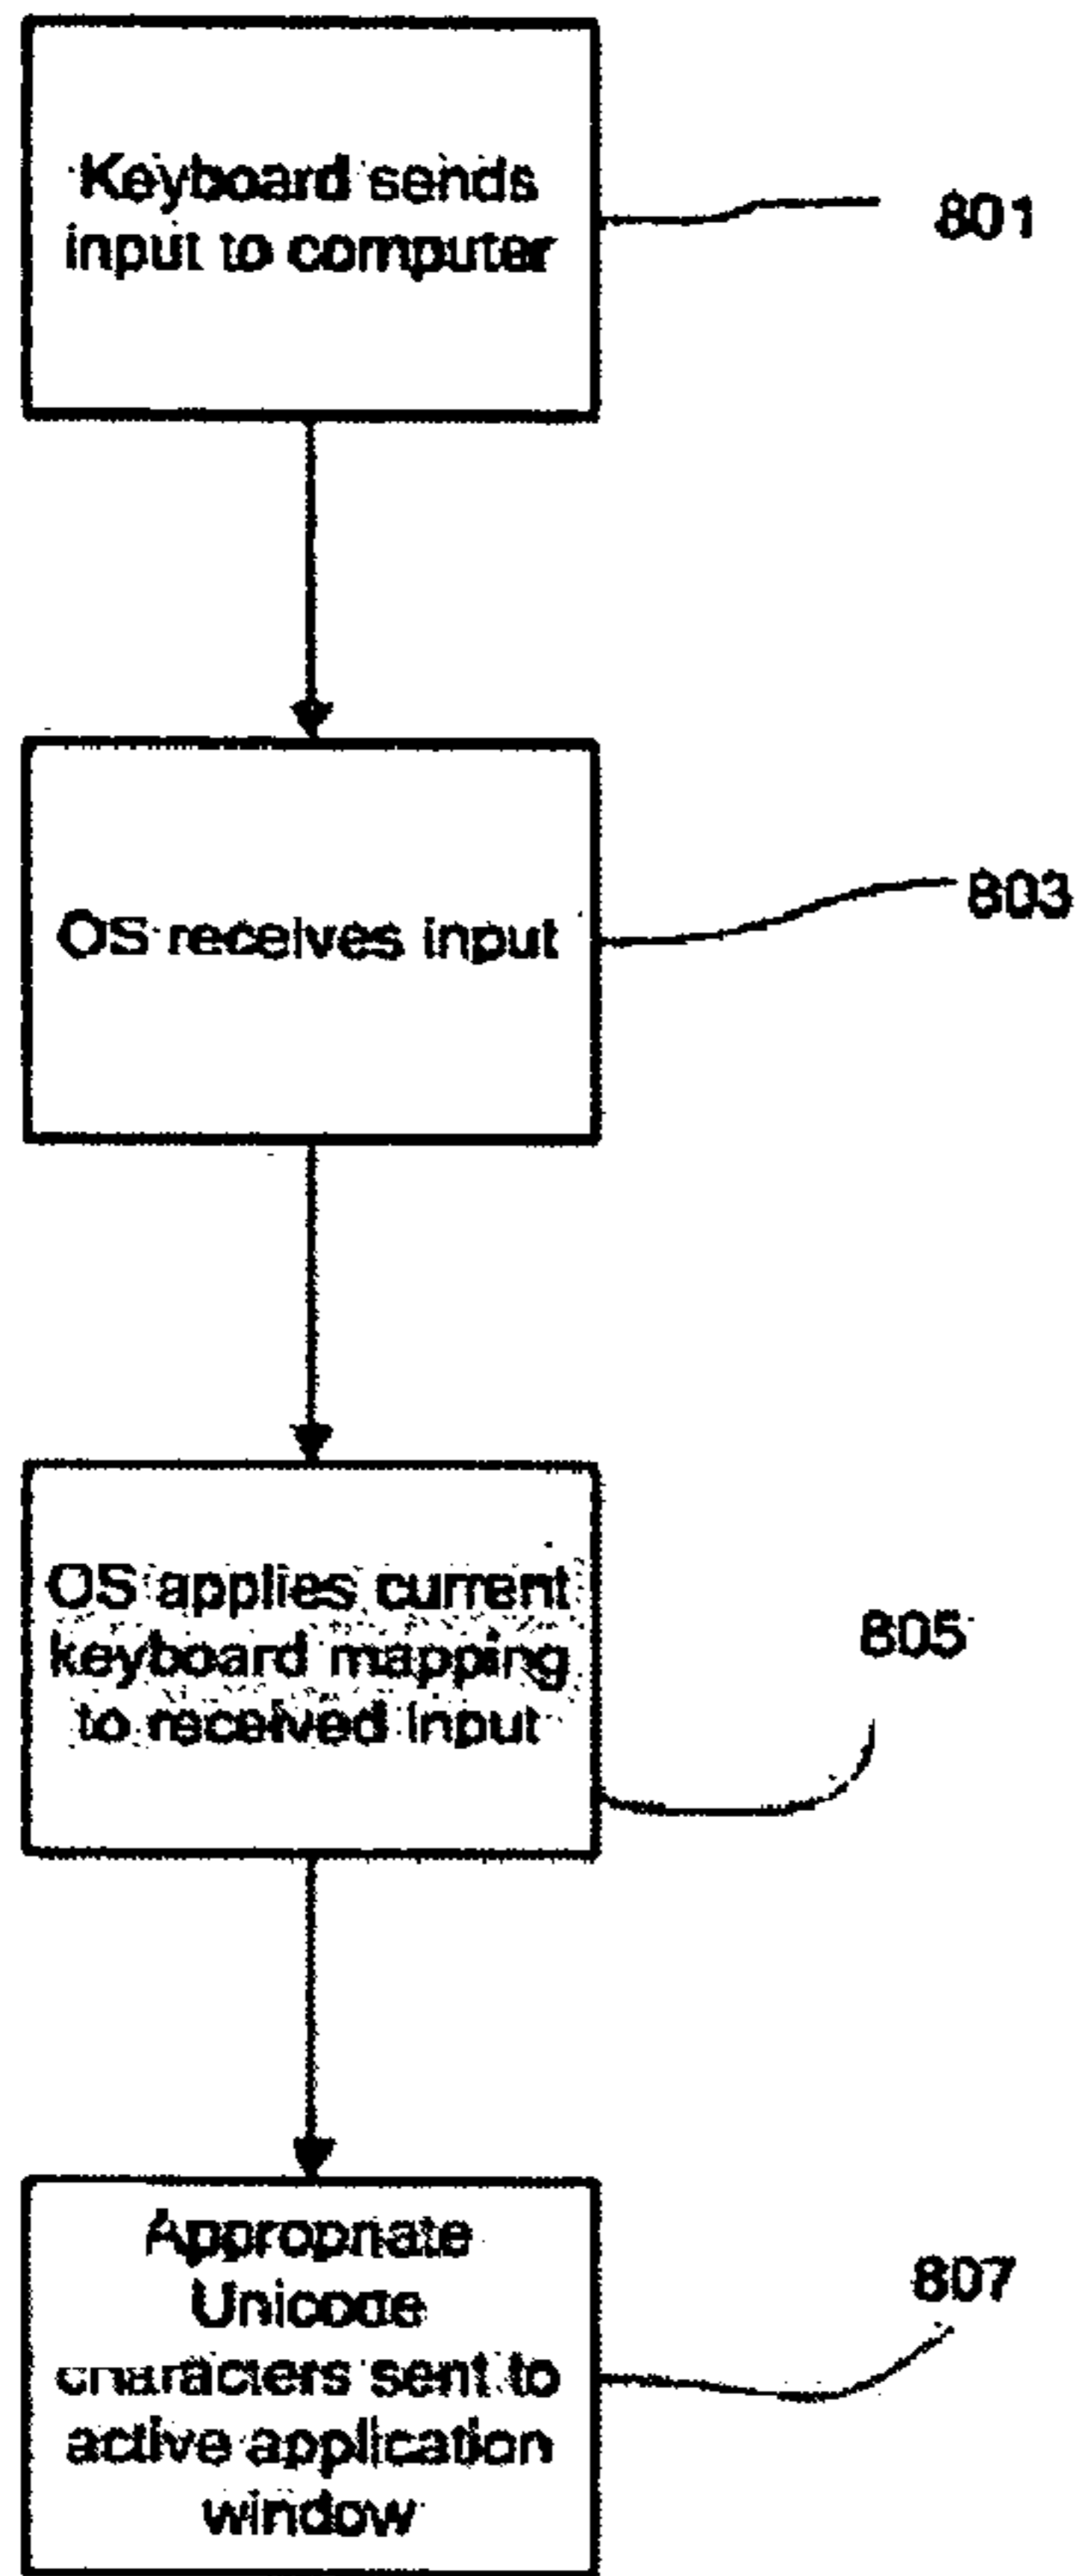 Keyboard sends
input to computer
801
OS receives input
803
OS applies current
keyboard mapping
to received input
805
Appropriate
Unicode
characters sent to
active application
window
807